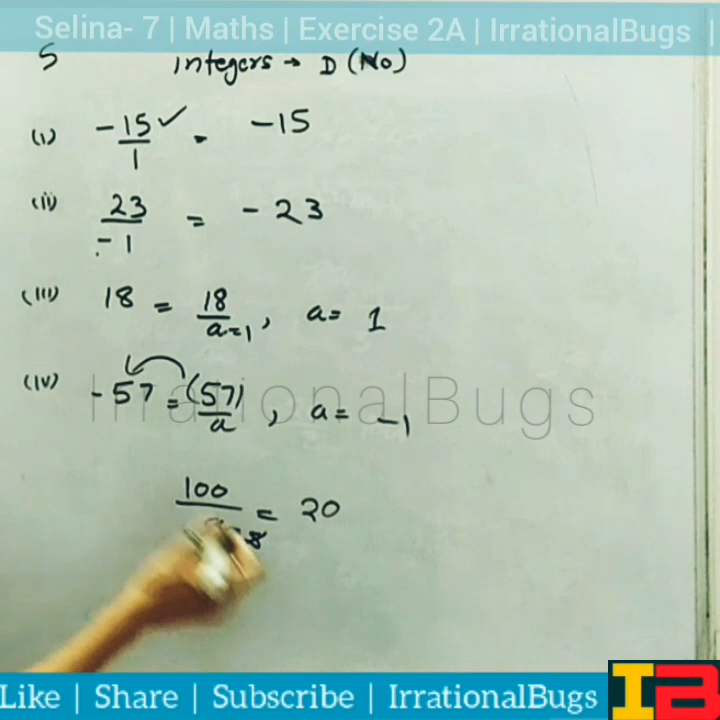 Selina- 7 | Maths | Exercise 2A | IrrationalBugs |
5 integers → D (No)
(i) -15/1 ✓ = -15
(ii) 23/-1 = - 23
(iii) 18 = 18/a=1, a= 1
(iv) -57 = (57)/a, a= -1
IrrationalBugs
100 = 20
Like | Share | Subscribe | IrrationalBugs
IB